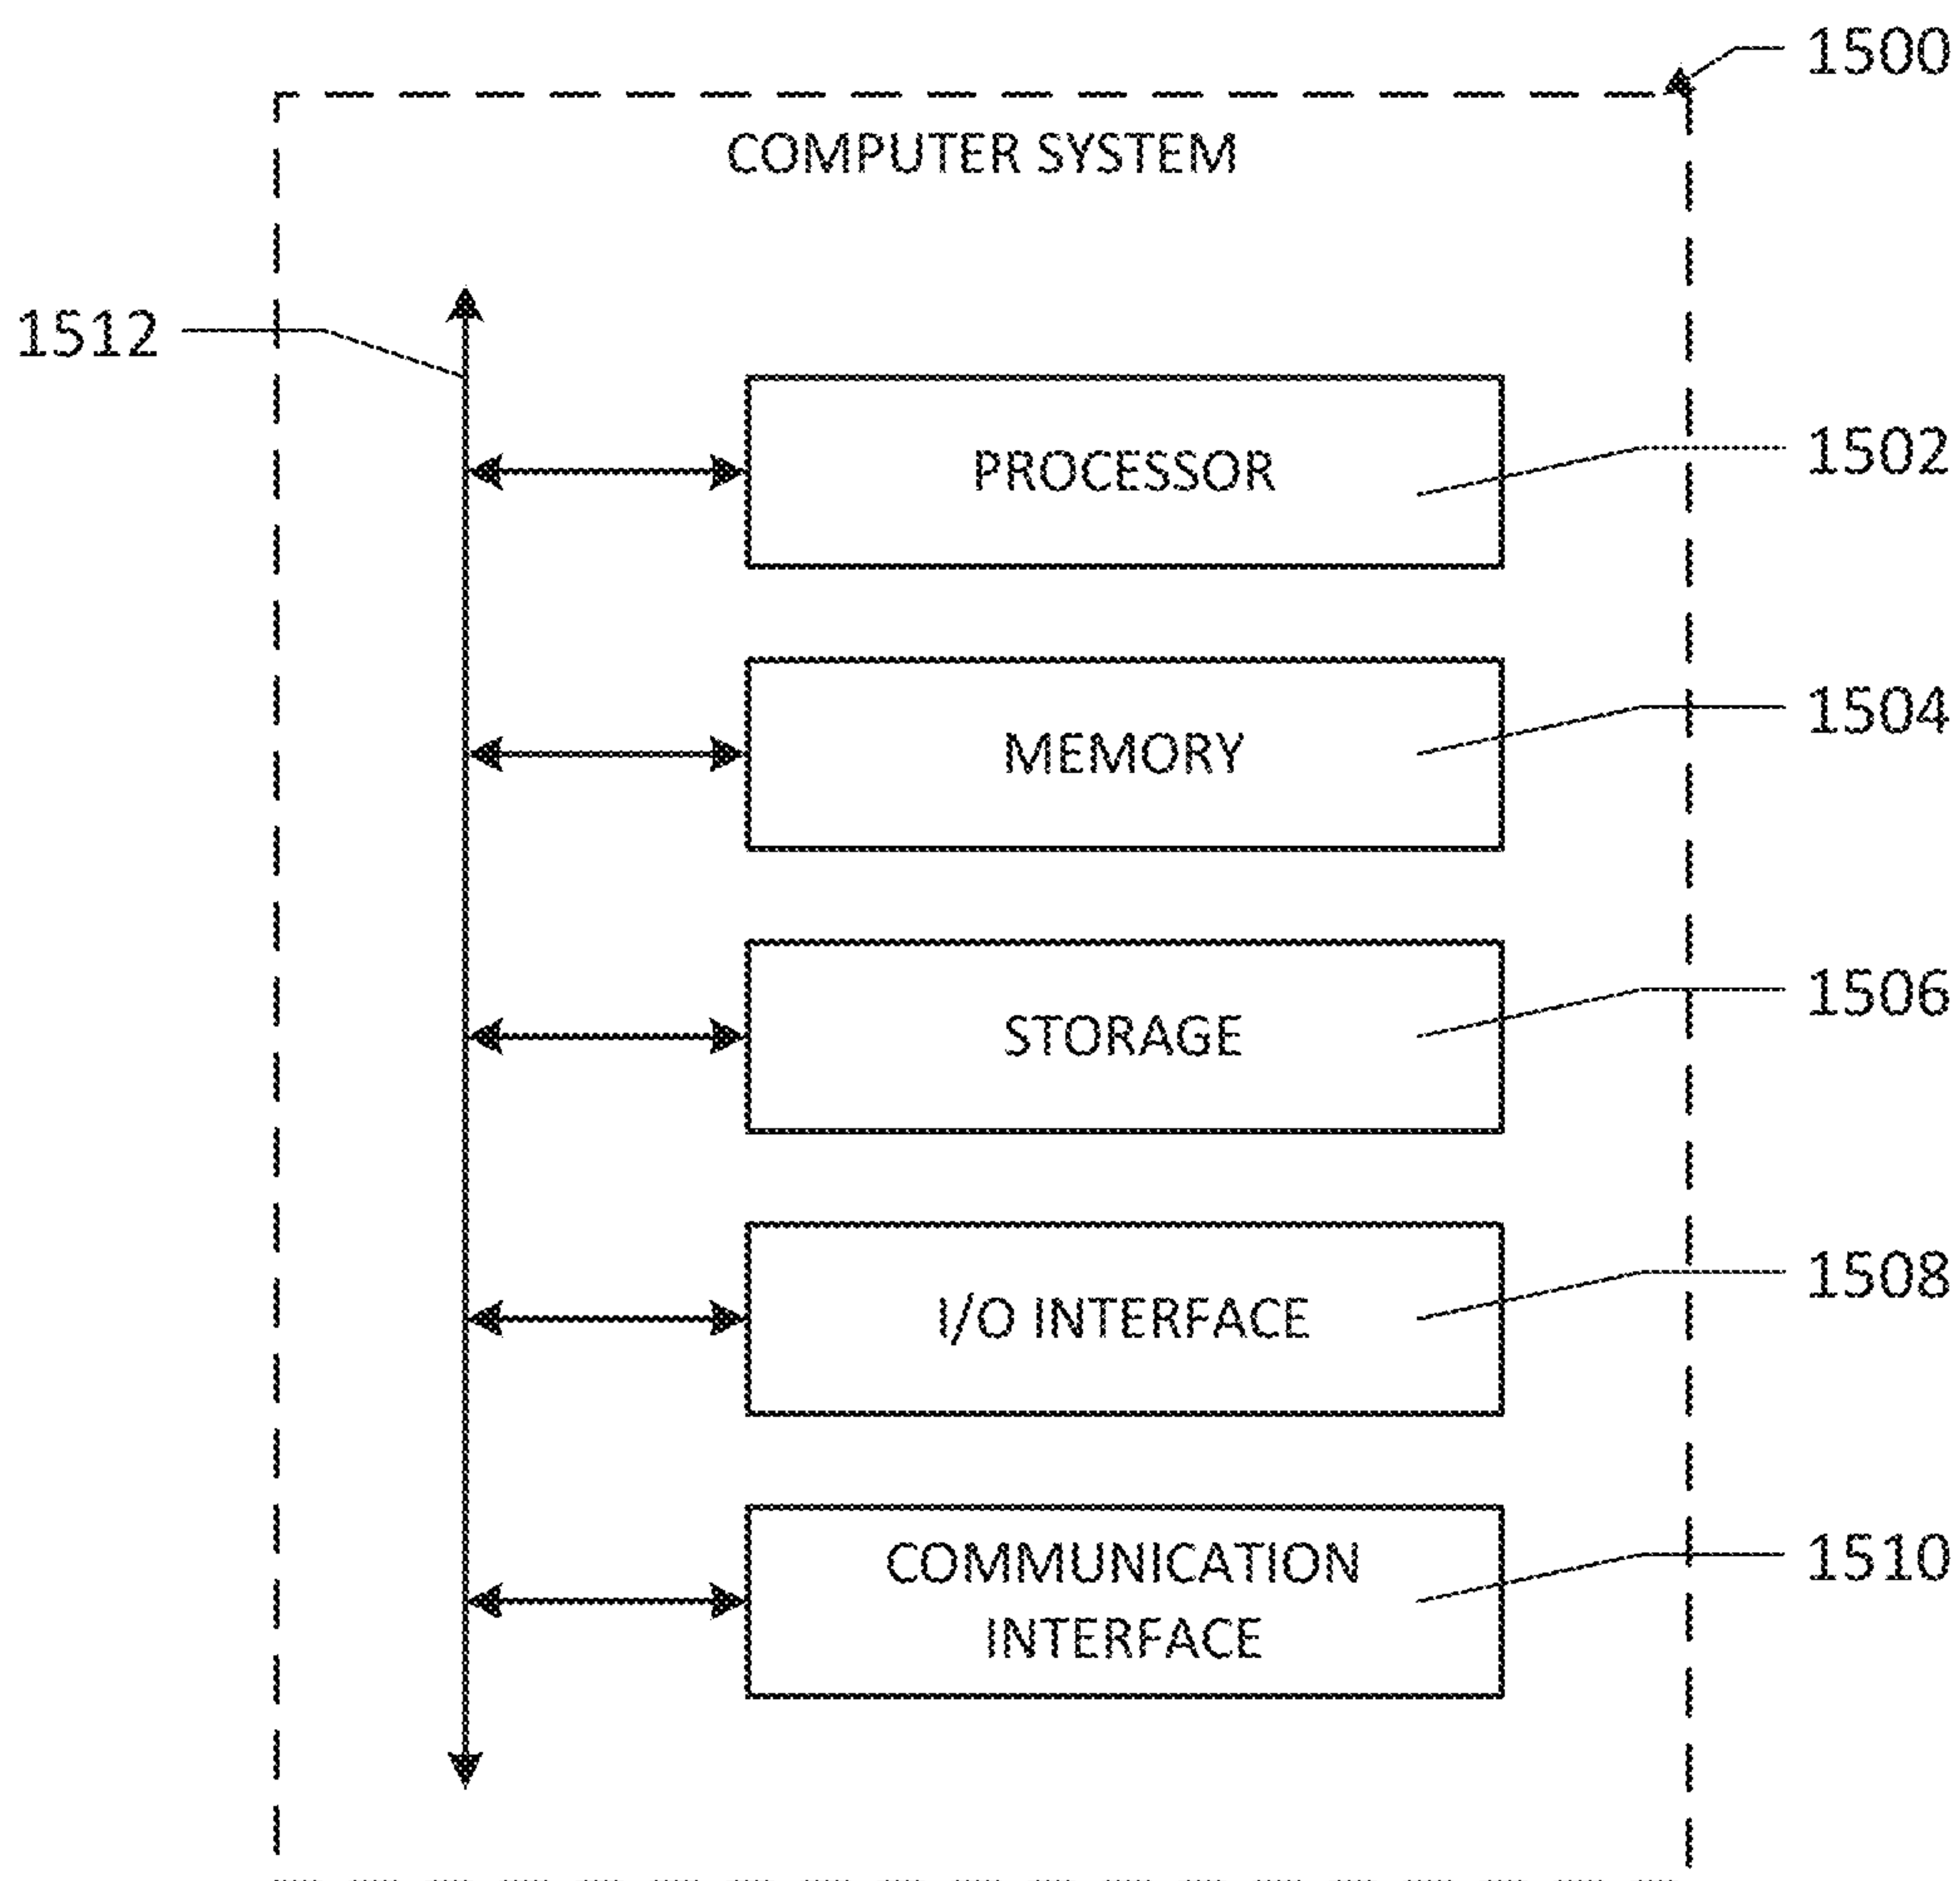 1500
COMPUTER SYSTEM
1512
PROCESSOR
1502
MEMORY
1504
STORAGE
1506
I/O INTERFACE
1508
COMMUNICATION
INTERFACE
1510